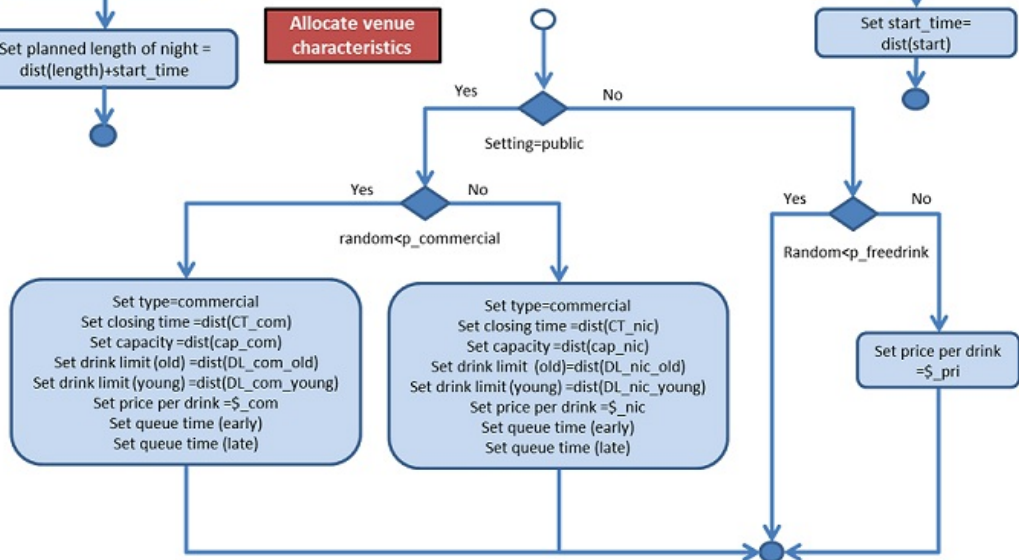 Set planned length of night =
dist(length)+start_time
Allocate venue
characteristics
Set start_time=
dist(start)
Yes
No
Setting=public
Yes
No
random<p_commercial
Yes
No
Random<p_freedrink
Set type=commercial
Set closing time =dist(CT_com)
Set capacity =dist(cap_com)
Set drink limit (old) =dist(DL_com_old)
Set drink limit (young) =dist(DL_com_young)
Set price per drink =$_com
Set queue time (early)
Set queue time (late)
Set type=commercial
Set closing time =dist(CT_nic)
Set capacity =dist(cap_nic)
Set drink limit (old)=dist(DL_nic_old)
Set drink limit (young) =dist(DL_nic_young)
Set price per drink =$_nic
Set queue time (early)
Set queue time (late)
Set price per drink
=$_pri